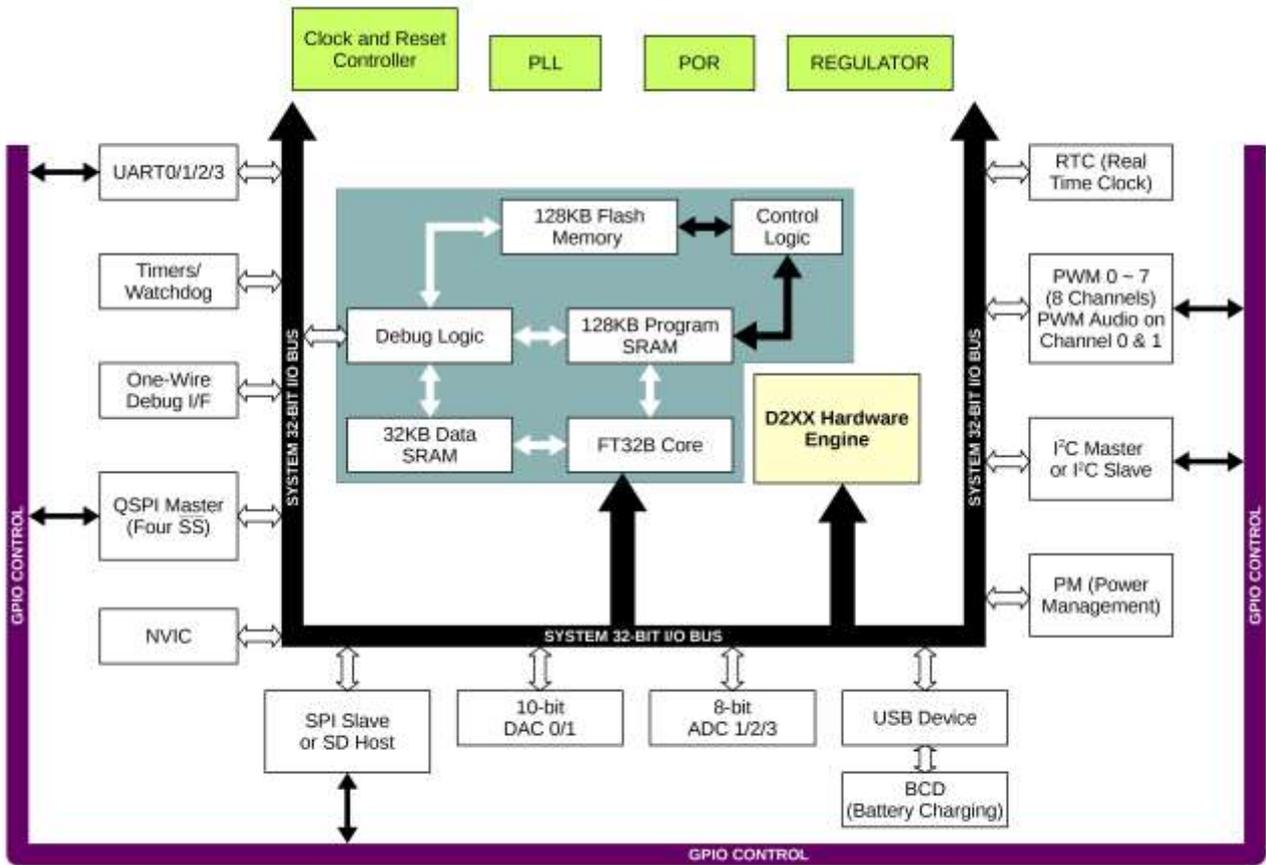 Clock and Reset
Controller
PLL
POR
REGULATOR
UART0/1/2/3
RTC (Real
Time Clock)
128KB Flash
Memory
Control
Logic
Timers/
Watchdog
PWM 0 ~ 7
(8 Channels)
PWM Audio on
Channel 0 & 1
Debug Logic
128KB Program
SRAM
One-Wire
Debug I/F
D2XX Hardware
Engine
32KB Data
SRAM
FT32B Core
I²C Master
or I²C Slave
QSPI Master
(Four S̅S̅)
SYSTEM 32-BIT I/O BUS
SYSTEM 32-BIT I/O BUS
GPIO CONTROL
GPIO CONTROL
PM (Power
Management)
NVIC
SYSTEM 32-BIT I/O BUS
SPI Slave
or SD Host
10-bit
DAC 0/1
8-bit
ADC 1/2/3
USB Device
BCD
(Battery Charging)
GPIO CONTROL